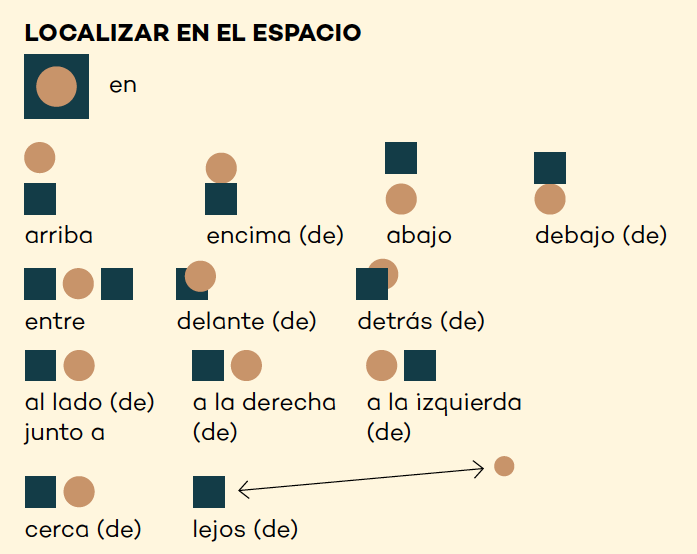 LOCALIZAR EN EL ESPACIO
en
arriba
encima (de)
abajo
debajo (de)
entre
delante (de)
detrás (de)
al lado (de)
junto a
a la derecha
(de)
a la izquierda
(de)
cerca (de)
lejos (de)